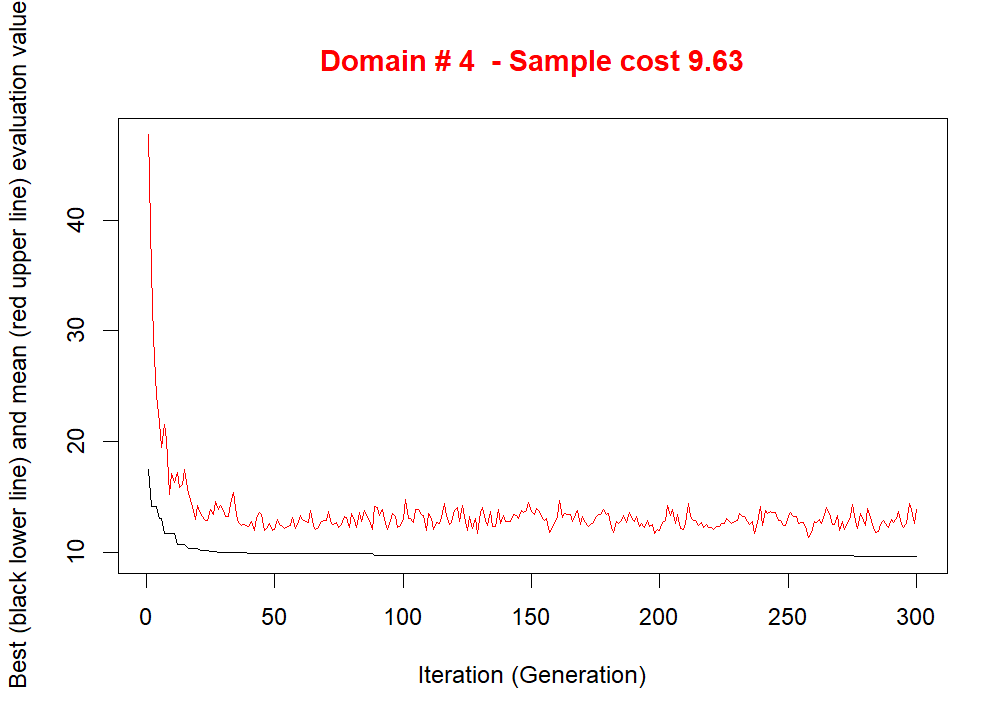 Domain # 4  - Sample cost 9.63
Best (black lower line) and mean (red upper line) evaluation value
40
30
20
10
0 50 100 150 200 250 300
Iteration (Generation)